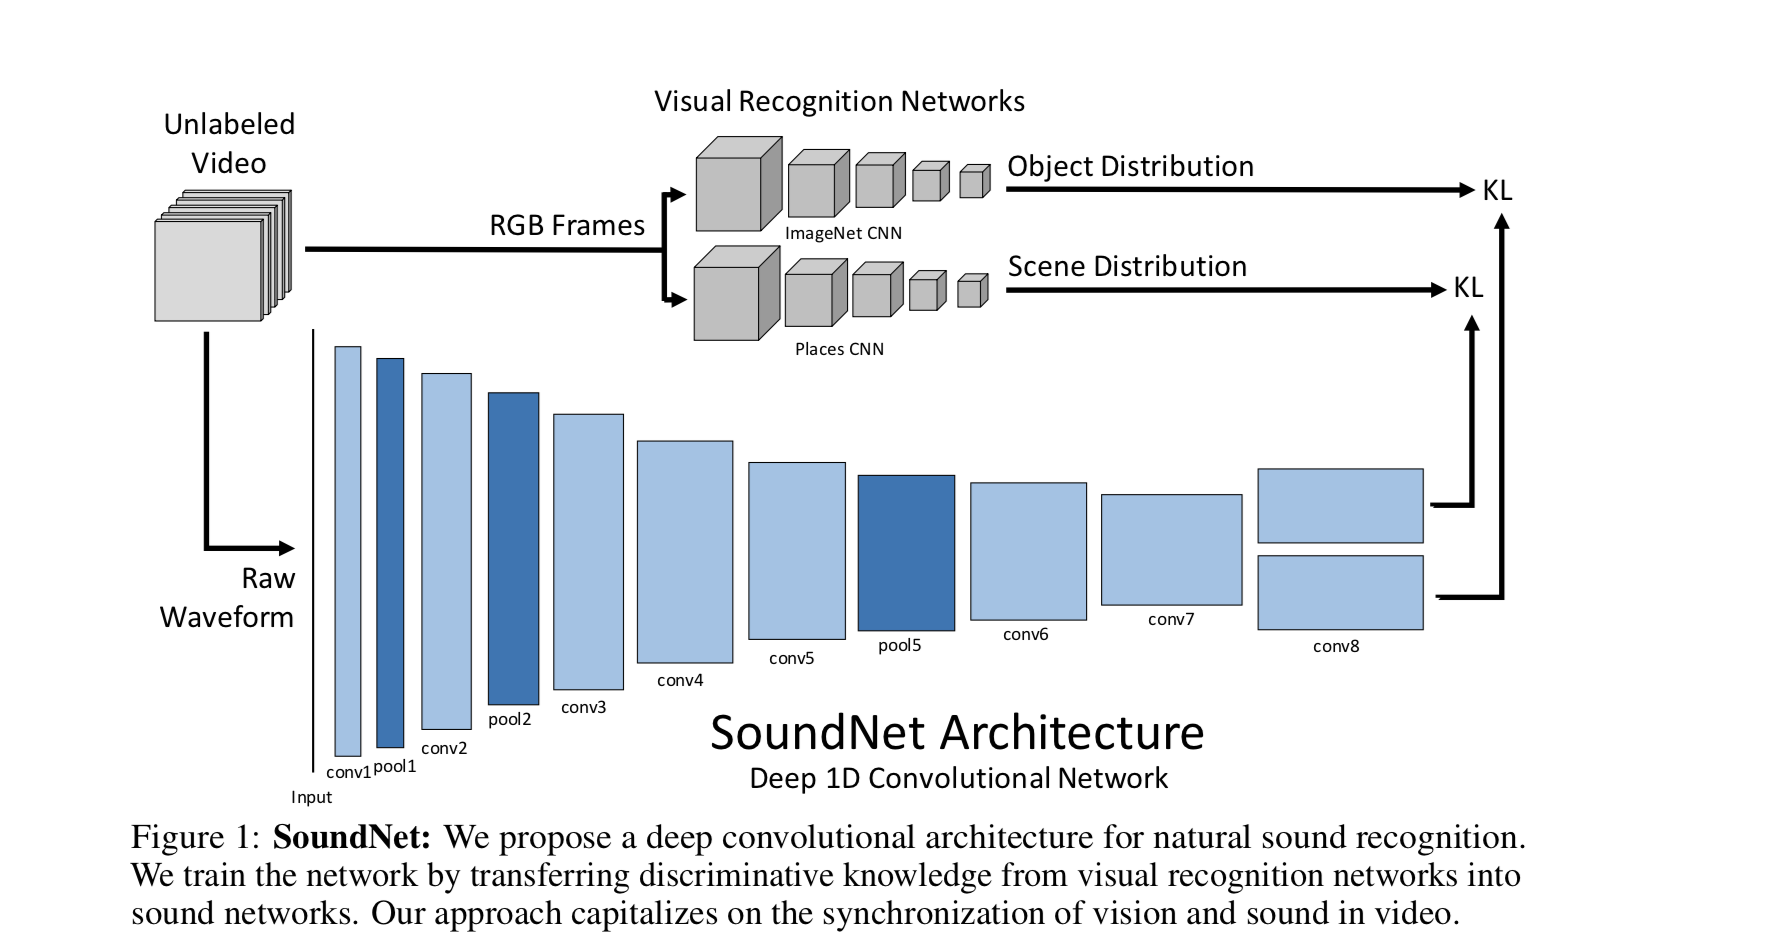 Visual Recognition Networks
Unlabeled
Video
Object Distribution
KL
RGB Frames
ImageNet CNN
Scene Distribution
KL
Places CNN
Raw
Waveform
Input
conv1
pool1
conv2
pool2
conv3
conv4
conv5
pool5
conv6
conv7
conv8
SoundNet Architecture
Deep 1D Convolutional Network
Figure 1: SoundNet: We propose a deep convolutional architecture for natural sound recognition.
We train the network by transferring discriminative knowledge from visual recognition networks into
sound networks. Our approach capitalizes on the synchronization of vision and sound in video.